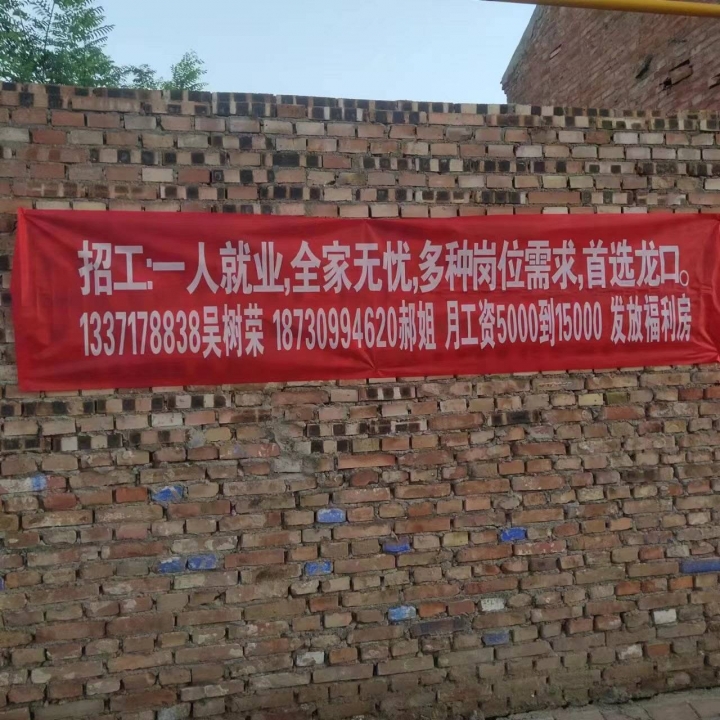 招工:一人就业,全家无忧,多种岗位需求,首选龙口。
1337178838吴树荣 18730994620郝姐 月工资5000到15000 发放福利房